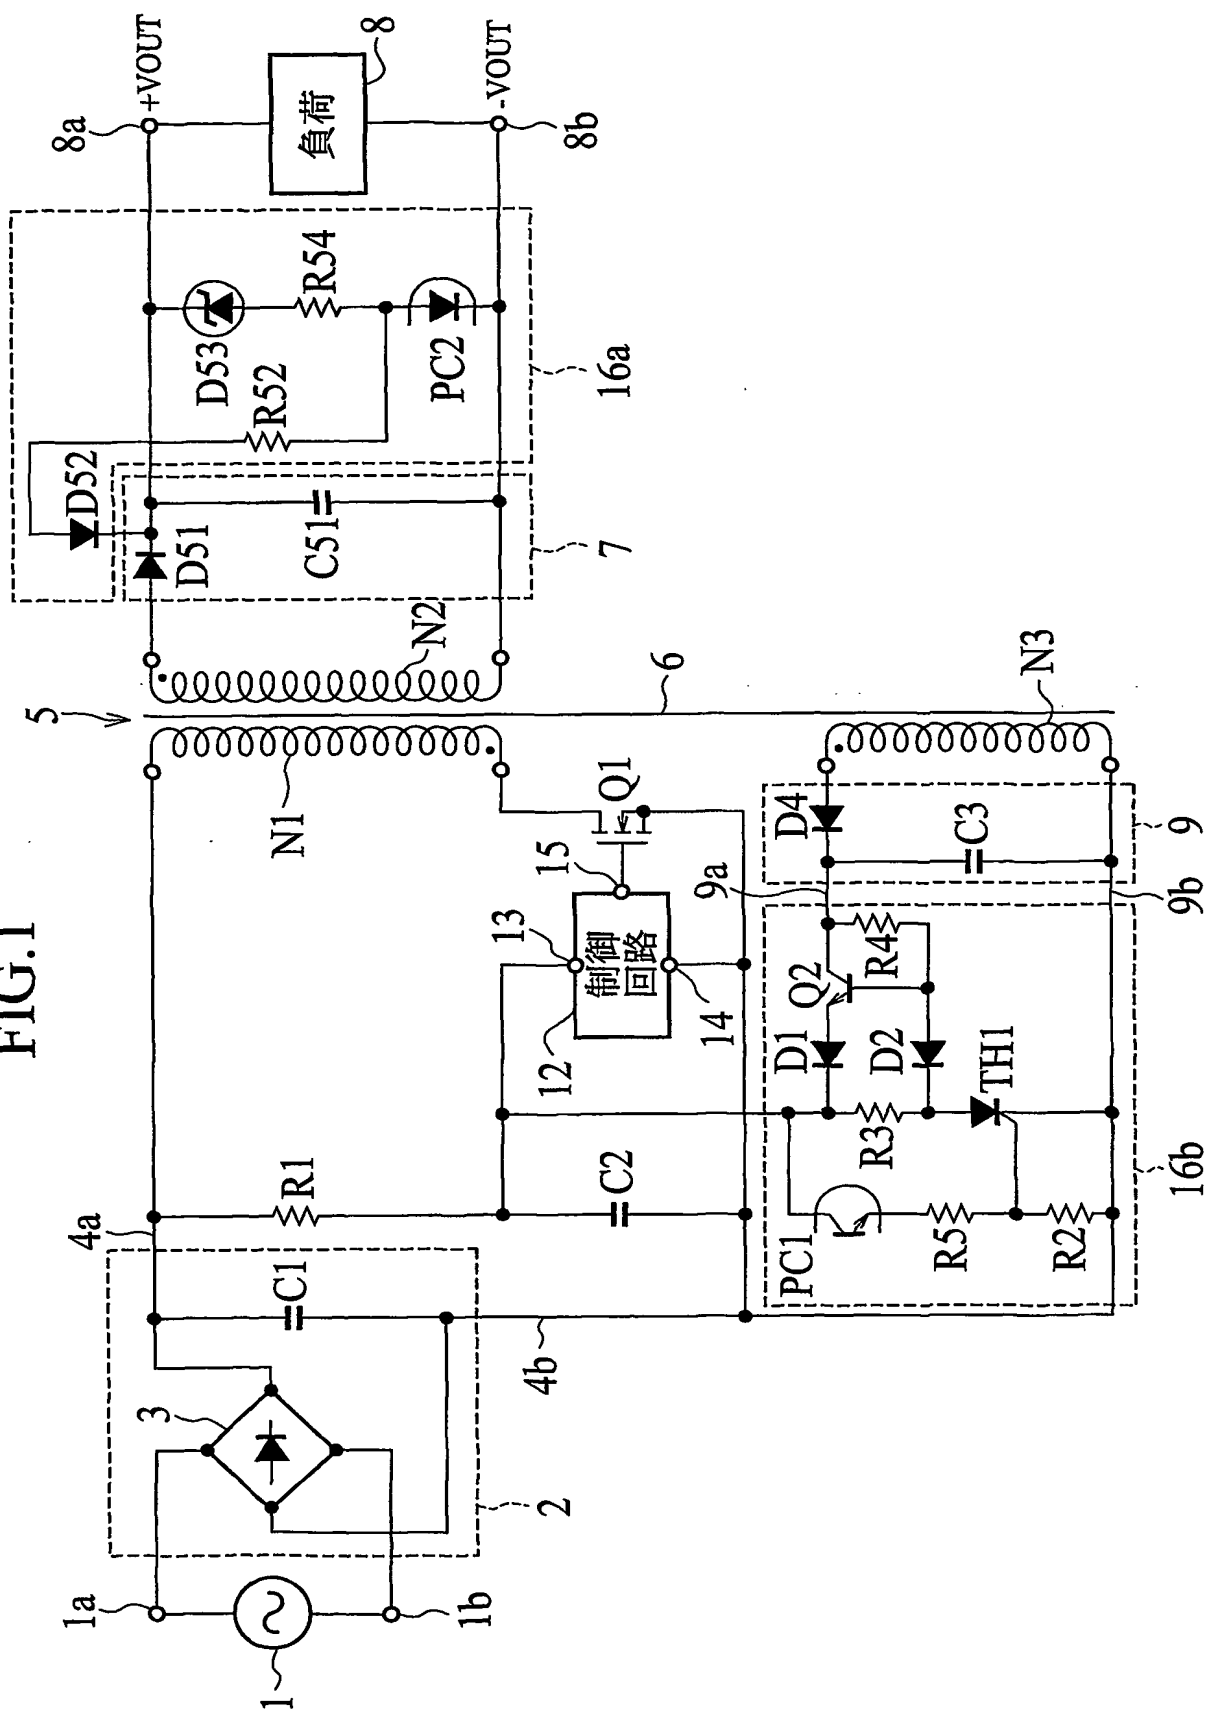 FIG.1
1
1a
1b
2
3
C1
4a
4b
R1
C2
12
13
制御
回路
14
15
Q1
5
N1
N2
6
N3
D51
C51
7
D52
R52
D53
R54
PC2
16a
8a
+VOUT
負荷
8
-VOUT
8b
PC1
R5
R2
R3
TH1
D1
D2
Q2
R4
16b
9a
9b
D4
C3
9